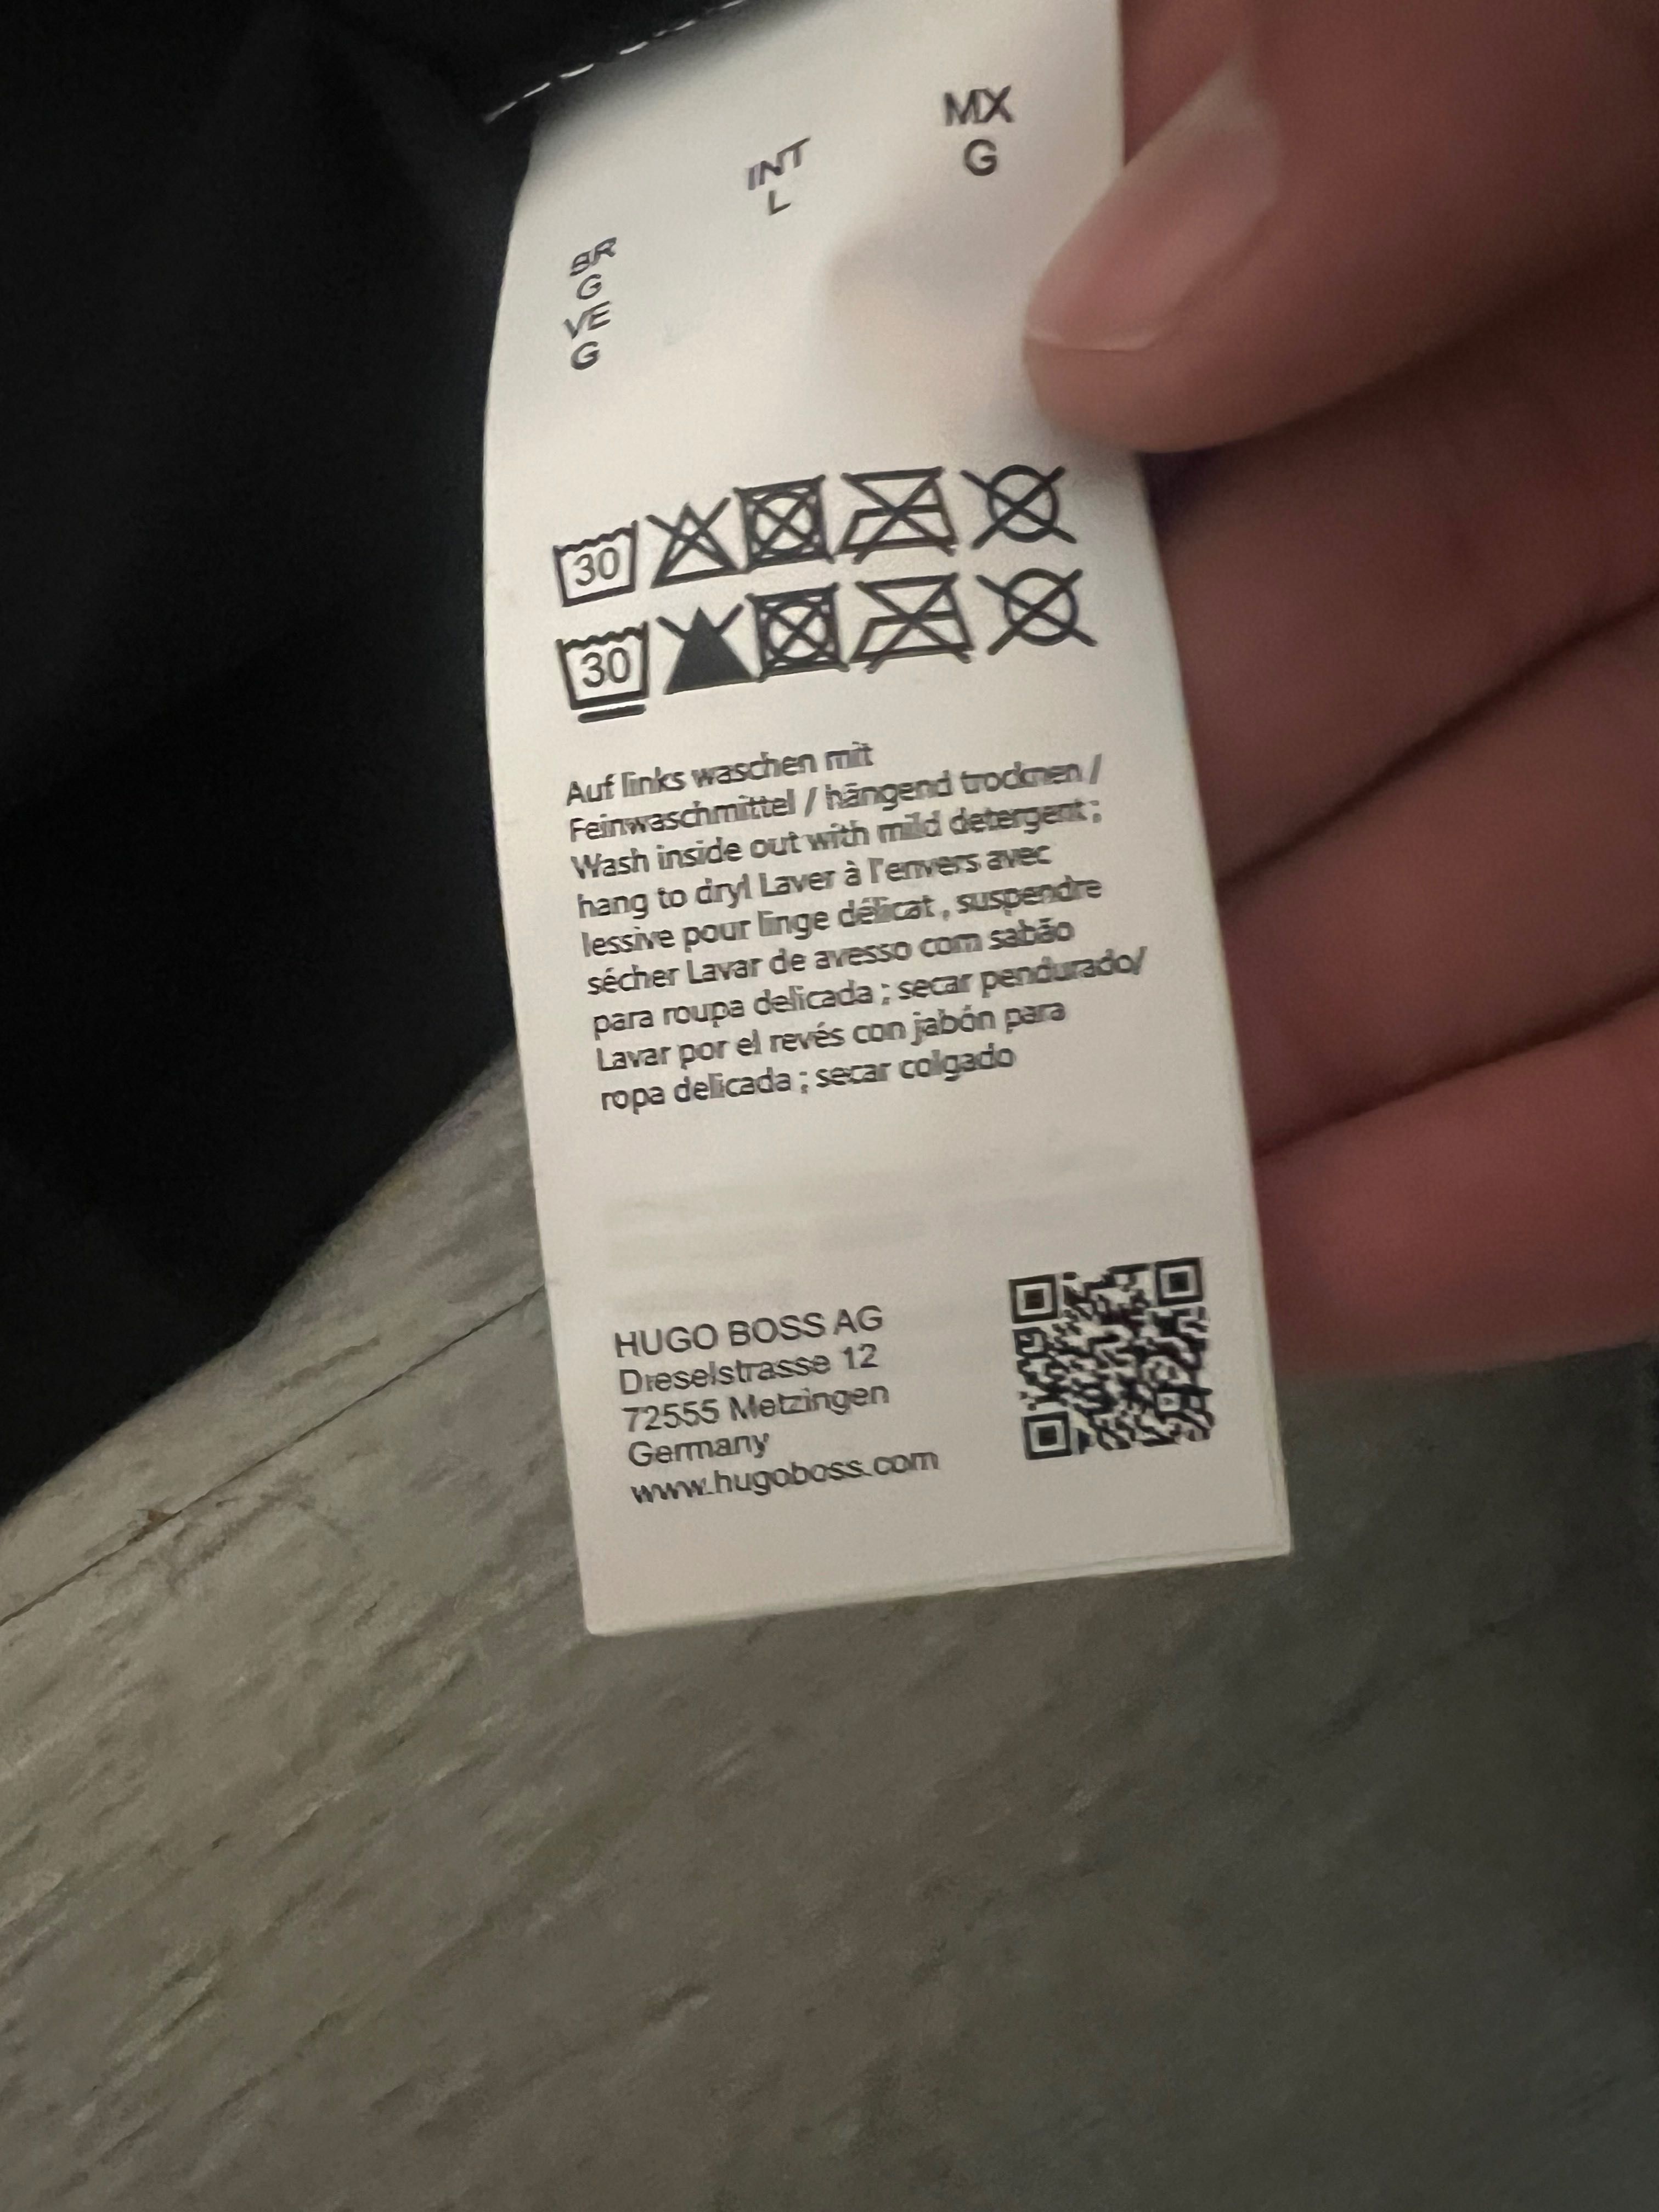 MX
G
INT
L
BR
G
VE
G
30
30
Auf links waschen mit
Feinwaschmittel / hängend trocknen /
Wash inside out with mild detergent ;
hang to dry/ Laver à l'envers avec
lessive pour linge délicat , suspendre
sécher Lavar de avesso com sabão
para roupa delicada ; secar pendurado/
Lavar por el revés con jabón para
ropa delicada ; secar colgado
HUGO BOSS AG
Dieselstrasse 12
72555 Metzingen
Germany
www.hugoboss.com